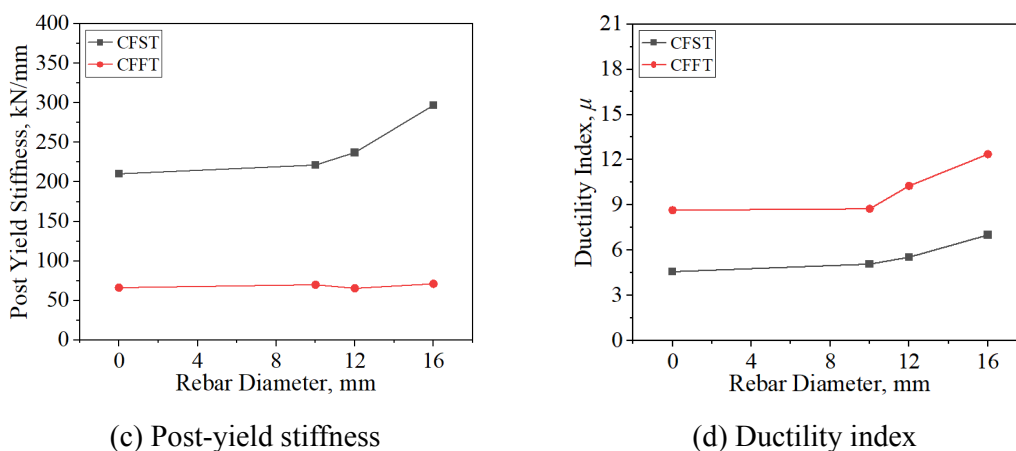 400
350
300
250
200
150
100
50
0
Post Yield Stiffness, kN/mm
CFST
CFFT
0 4 8 12 16
Rebar Diameter, mm
(c) Post-yield stiffness
21
18
15
12
9
6
3
0
Ductility Index, μ
CFST
CFFT
0 4 8 12 16
Rebar Diameter, mm
(d) Ductility index